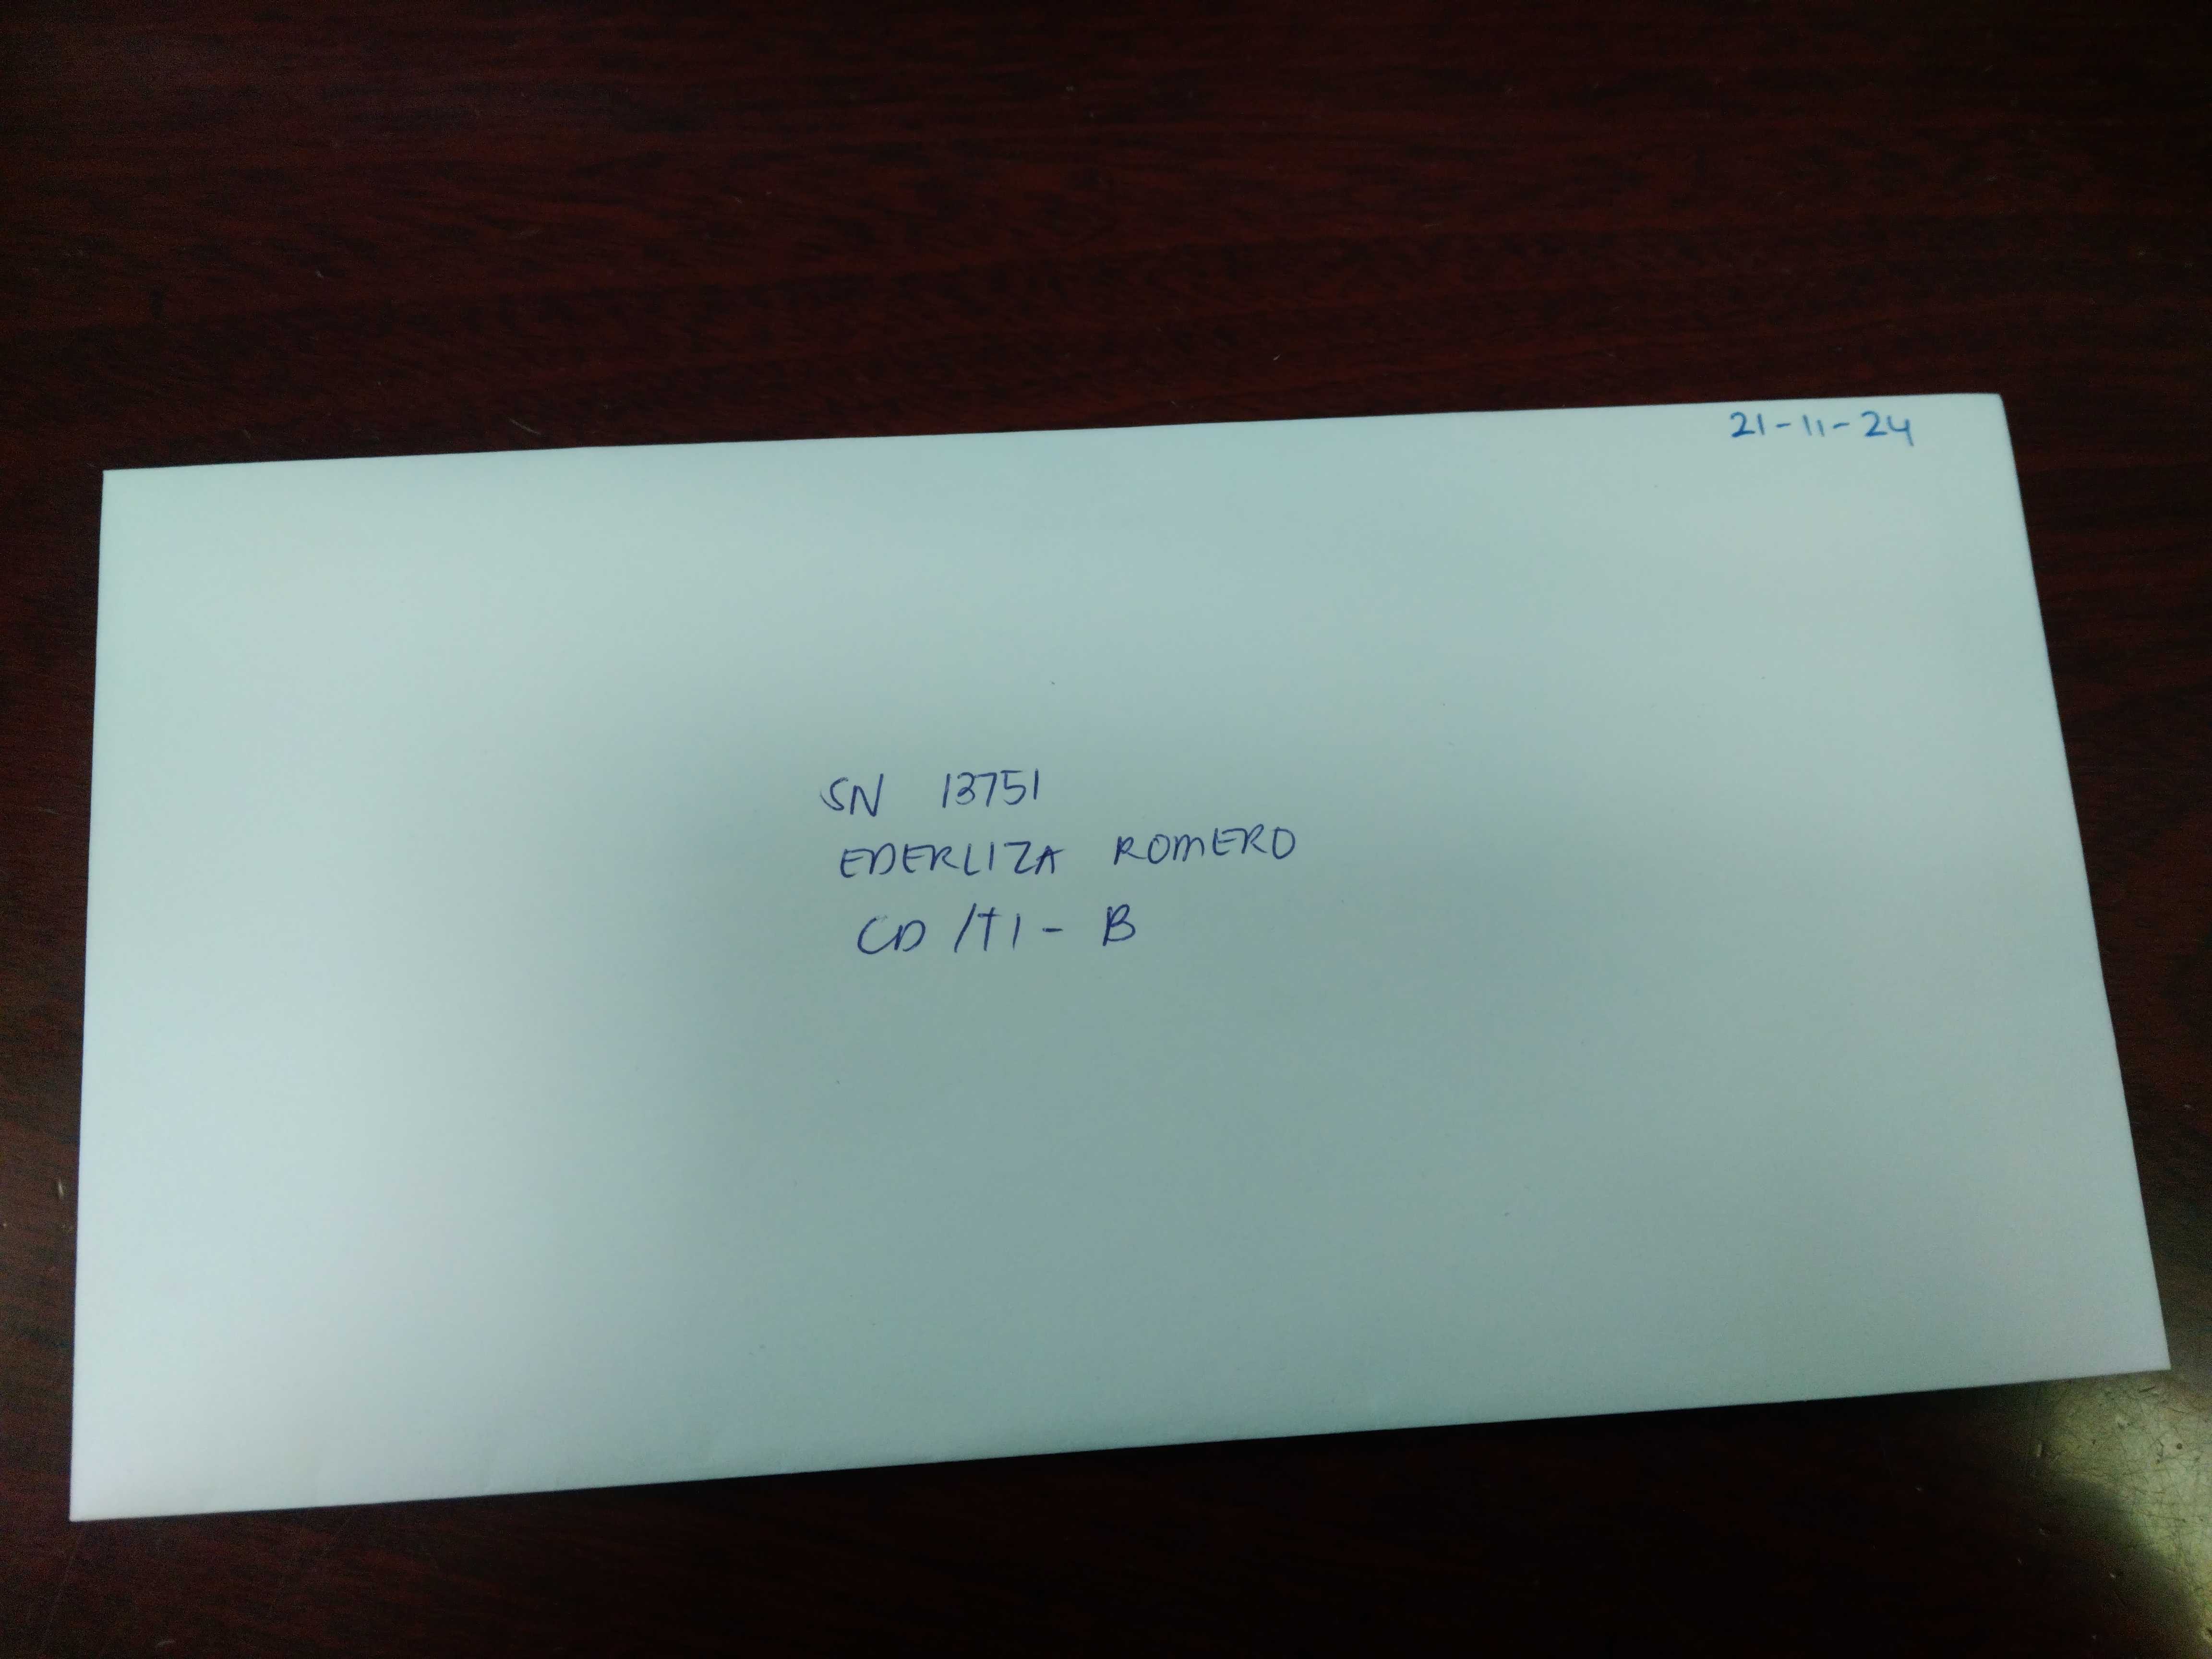 21-11-24
SN 13751
EDERLIZA ROMERO
CD /T1 - B